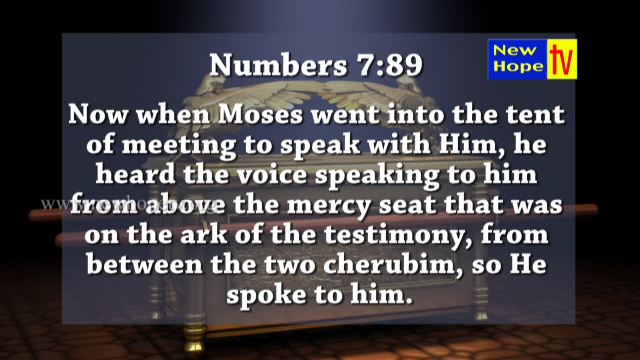 Numbers 7:89
New
Hope tv
Now when Moses went into the tent
of meeting to speak with Him, he
heard the voice speaking to him
from above the mercy seat that was
on the ark of the testimony, from
between the two cherubim, so He
spoke to him.